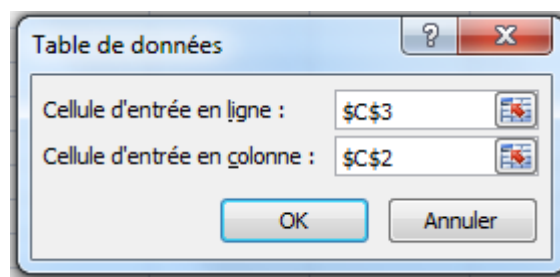 Table de données
Cellule d'entrée en ligne : $C$3
Cellule d'entrée en colonne : $C$2
OK Annuler